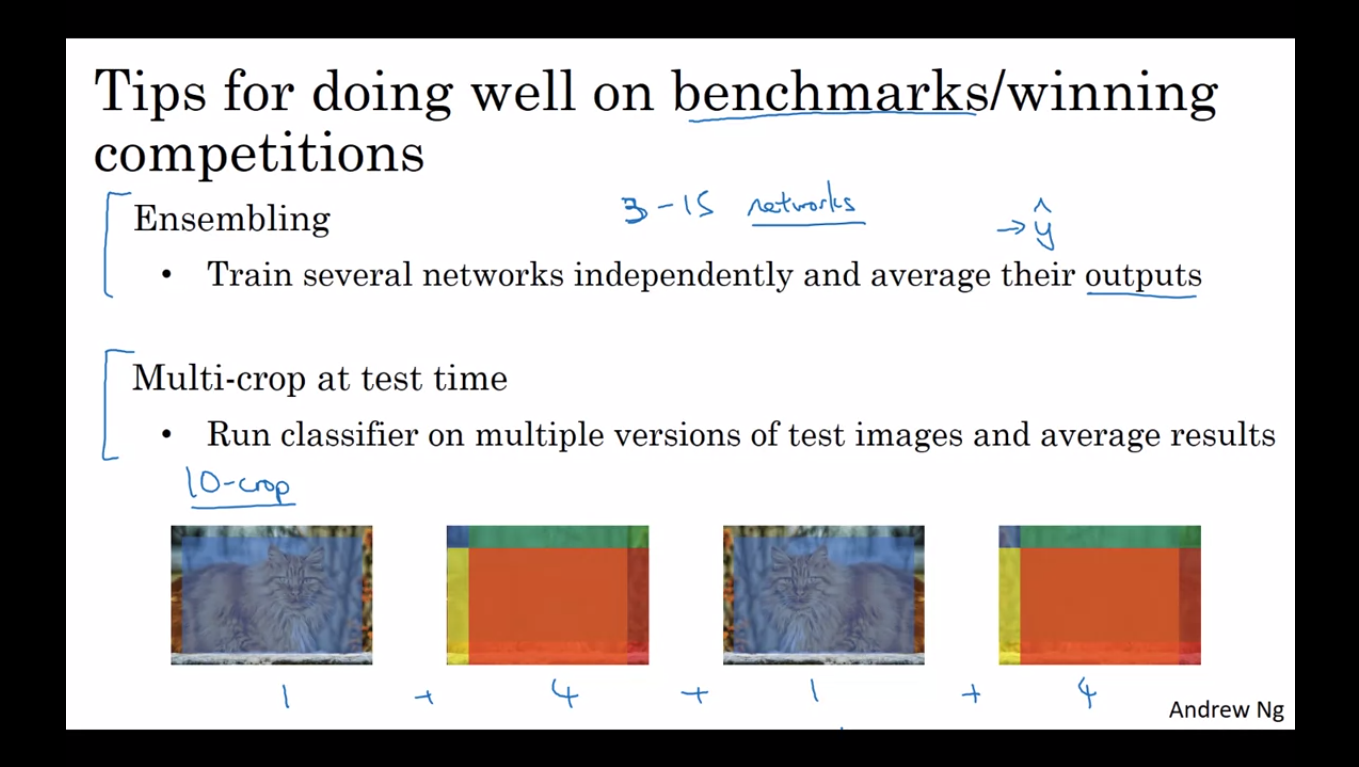 Tips for doing well on benchmarks/winning
competitions
Ensembling
3-15 networks
→ ŷ
• Train several networks independently and average their outputs
Multi-crop at test time
• Run classifier on multiple versions of test images and average results
10-crop
1 + 4 + 1 + 4
Andrew Ng